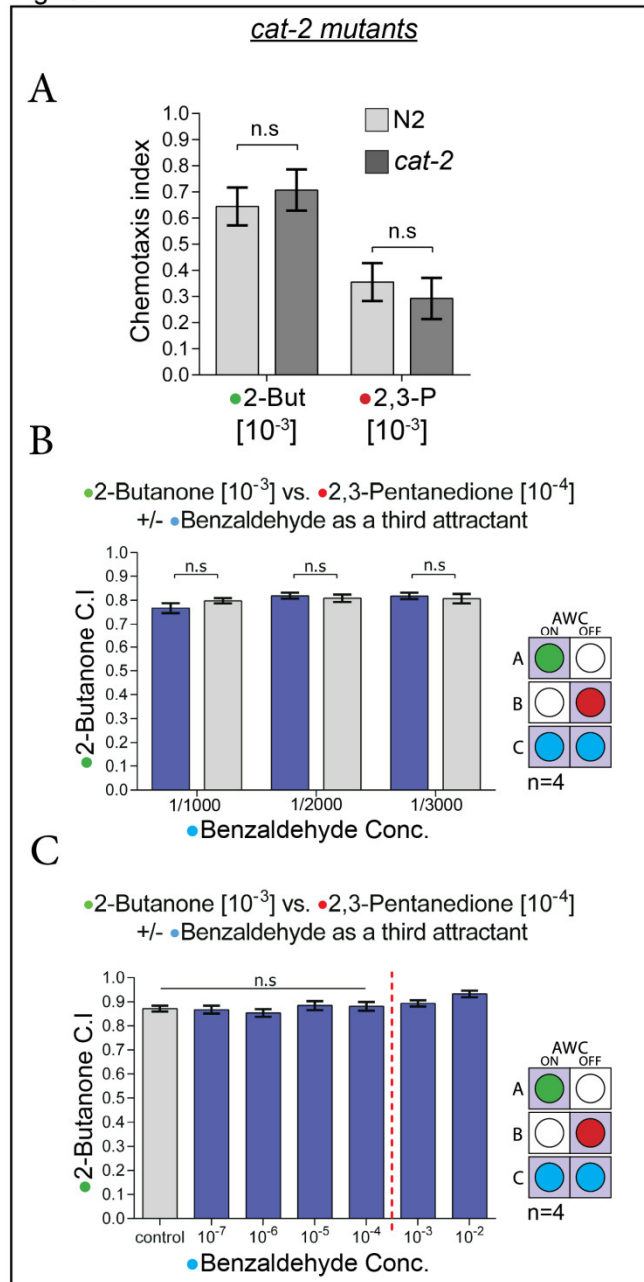 cat-2 mutants
A
n.s
N2
cat-2
n.s
Chemotaxis index
1.0
0.9
0.8
0.7
0.6
0.5
0.4
0.3
0.2
0.1
0.0
2-But
[10⁻³]
2,3-P
[10⁻³]
B
2-Butanone [10⁻³] vs. 2,3-Pentanedione [10⁻⁴]
+/- Benzaldehyde as a third attractant
2-Butanone C.I
1.0
0.9
0.8
0.7
0.6
0.5
0.4
0.3
0.2
0.1
0.0
n.s n.s n.s
1/1000 1/2000 1/3000
Benzaldehyde Conc.
AWC
ON OFF
A
B
C
n=4
C
2-Butanone [10⁻³] vs. 2,3-Pentanedione [10⁻⁴]
+/- Benzaldehyde as a third attractant
2-Butanone C.I
1.0
0.9
0.8
0.7
0.6
0.5
0.4
0.3
0.2
0.1
0.0
n.s
control 10⁻⁷ 10⁻⁶ 10⁻⁵ 10⁻⁴ 10⁻³ 10⁻²
Benzaldehyde Conc.
AWC
ON OFF
A
B
C
n=4